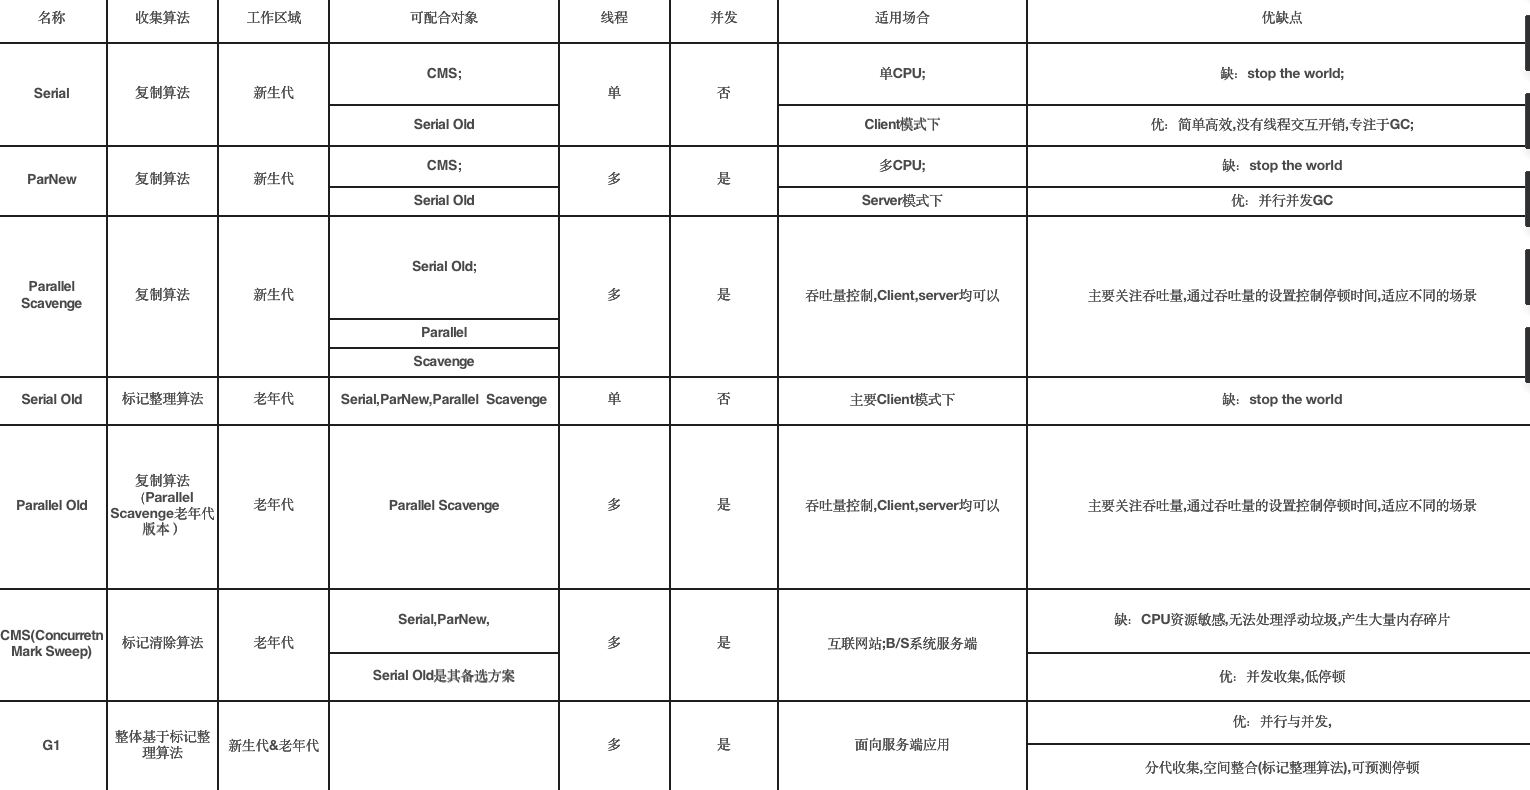 名称 收集算法 工作区域 可配合对象 线程 并发 适用场合 优缺点
Serial 复制算法 新生代 CMS; 单 否 单CPU; 缺：stop the world;
Serial Old Client模式下 优：简单高效,没有线程交互开销,专注于GC;
ParNew 复制算法 新生代 CMS; 多 是 多CPU; 缺：stop the world
Serial Old Server模式下 优：并行并发GC
Parallel
Scavenge
复制算法 新生代 Serial Old; 多 是 吞吐量控制,Client,server均可以 主要关注吞吐量,通过吞吐量的设置控制停顿时间,适应不同的场景
Parallel
Scavenge
Serial Old 标记整理算法 老年代 Serial,ParNew,Parallel  Scavenge 单 否 主要Client模式下 缺：stop the world
Parallel Old
复制算法
（Parallel
Scavenge老年代
版本 ）
老年代 Parallel Scavenge 多 是 吞吐量控制,Client,server均可以 主要关注吞吐量,通过吞吐量的设置控制停顿时间,适应不同的场景
CMS(Concurretn
Mark Sweep)
标记清除算法 老年代 Serial,ParNew, 多 是 互联网站;B/S系统服务端 缺：CPU资源敏感,无法处理浮动垃圾,产生大量内存碎片
Serial Old是其备选方案 优：并发收集,低停顿
G1
整体基于标记整
理算法
新生代&老年代 多 是 面向服务端应用 优：并行与并发,
分代收集,空间整合(标记整理算法),可预测停顿